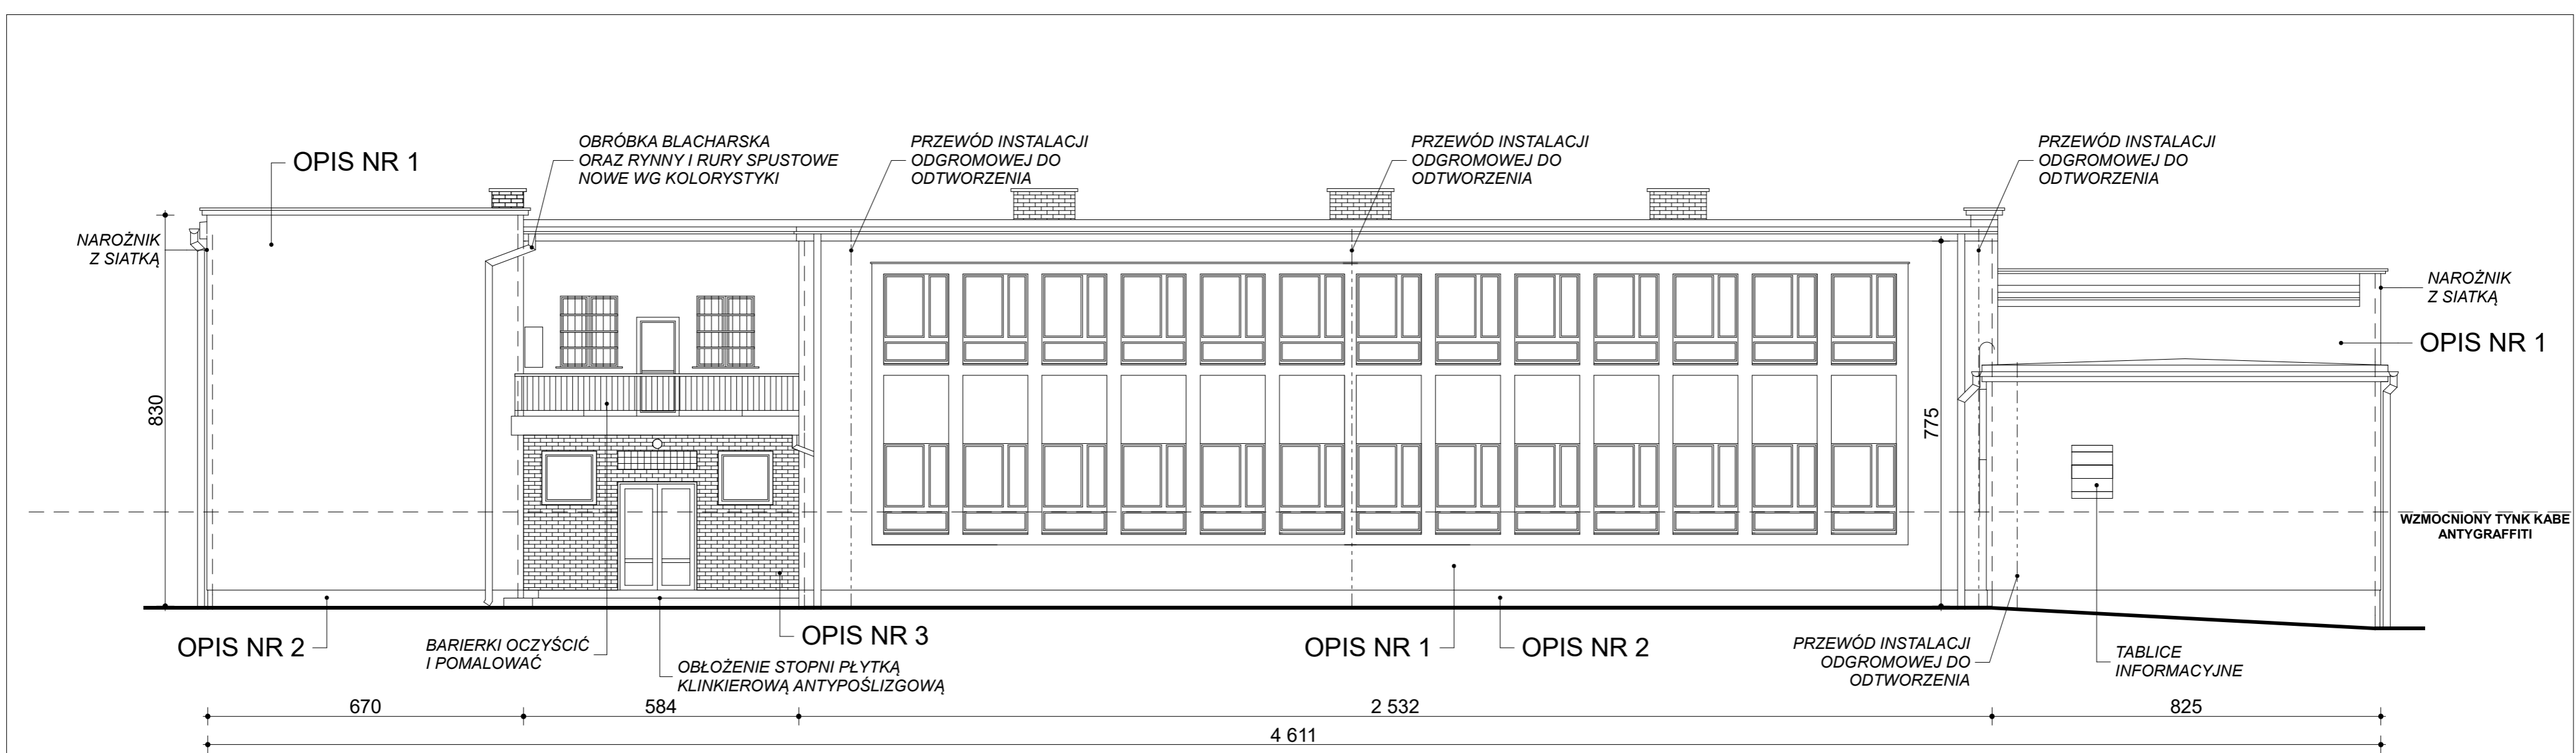 OPIS NR 1
OBRÓBKA BLACHARSKA
ORAZ RYNNY I RURY SPUSTOWE
NOWE WG KOLORYSTYKI
PRZEWÓD INSTALACJI
ODGROMOWEJ DO
ODTWORZENIA
PRZEWÓD INSTALACJI
ODGROMOWEJ DO
ODTWORZENIA
PRZEWÓD INSTALACJI
ODGROMOWEJ DO
ODTWORZENIA
NAROŻNIK
Z SIATKĄ
NAROŻNIK
Z SIATKĄ
OPIS NR 1
830
775
WZMOCNIONY TYNK KABE
ANTYGRAFFITI
OPIS NR 2
BARIERKI OCZYŚCIĆ
I POMALOWAĆ
OPIS NR 3
OBŁOŻENIE STOPNI PŁYTKĄ
KLINKIEROWĄ ANTYPOŚLIZGOWĄ
OPIS NR 1
OPIS NR 2
PRZEWÓD INSTALACJI
ODGROMOWEJ DO
ODTWORZENIA
TABLICE
INFORMACYJNE
670
584
2 532
825
4 611